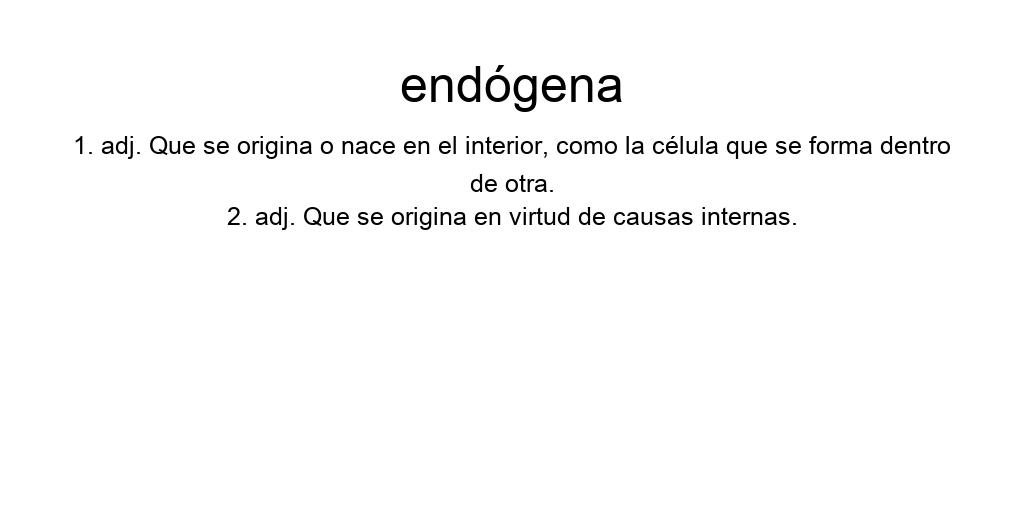 endógena
1. adj. Que se origina o nace en el interior, como la célula que se forma dentro
de otra.
2. adj. Que se origina en virtud de causas internas.